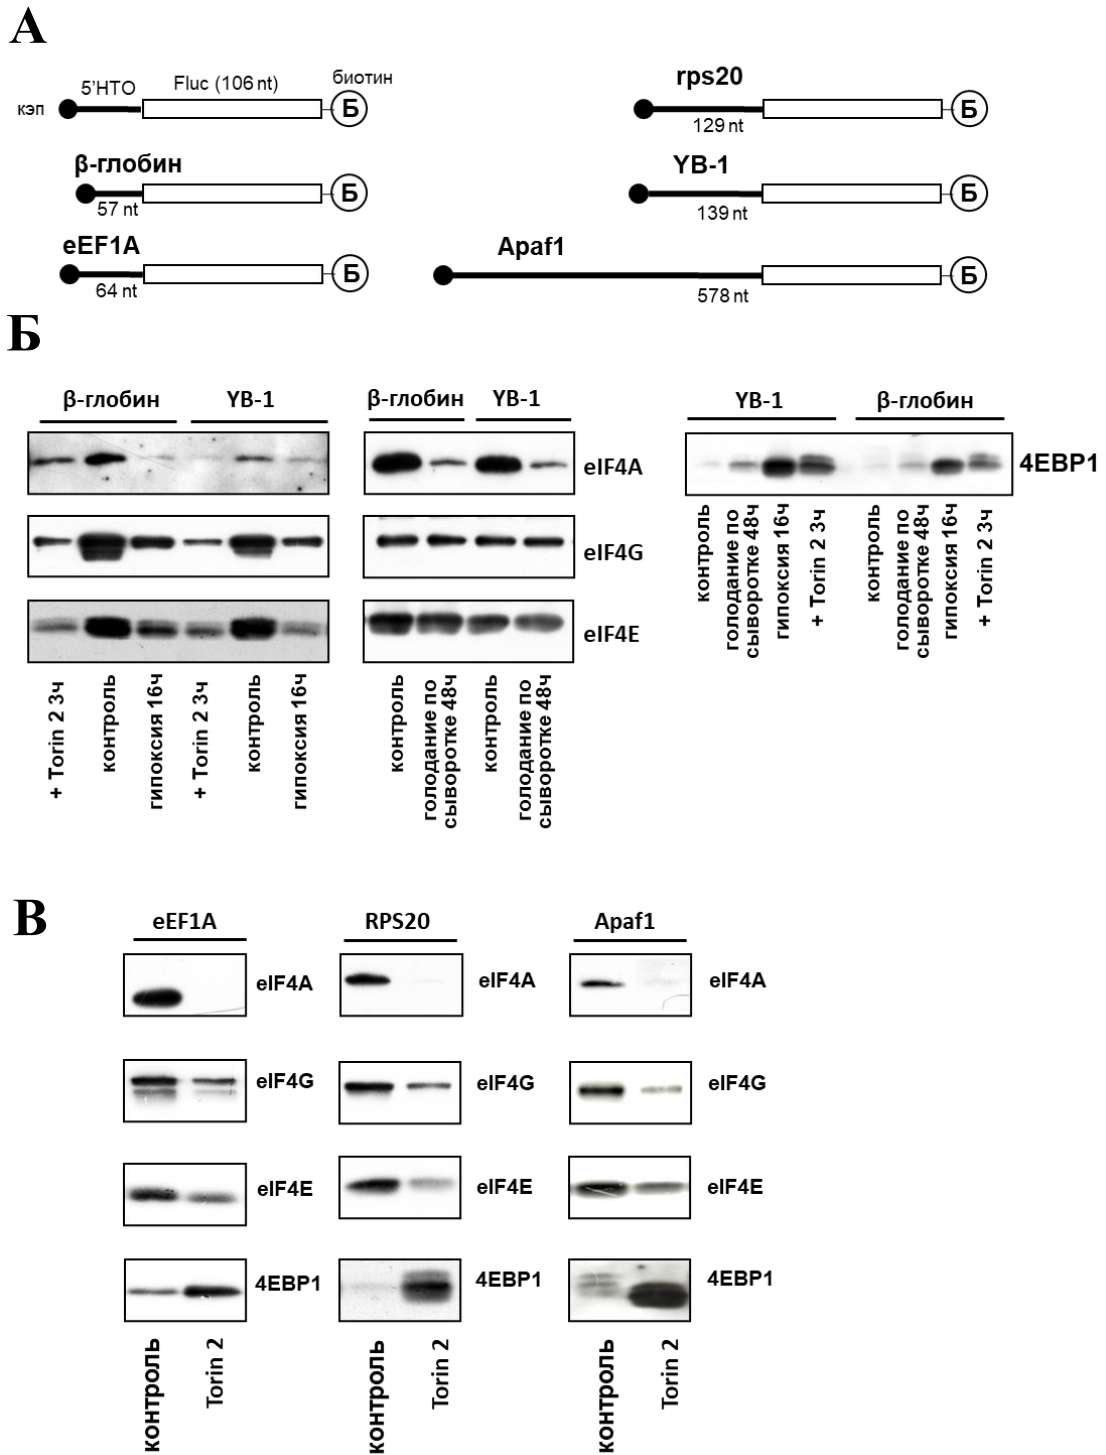 А
5'НТО
Fluc (106 nt)
биотин
кэп
Б
rps20
129 nt
Б
β-глобин
57 nt
Б
YB-1
139 nt
Б
eEF1A
64 nt
Б
Apaf1
578 nt
Б
Б
β-глобин YB-1
β-глобин YB-1
YB-1 β-глобин
eIF4A
4EBP1
eIF4G
eIF4E
+ Torin 2 3ч
контроль
гипоксия 16ч
+ Torin 2 3ч
контроль
гипоксия 16ч
контроль
голодание по
сыворотке 48ч
контроль
голодание по
сыворотке 48ч
контроль
голодание по
сыворотке 48ч
гипоксия 16ч
+ Torin 2 3ч
контроль
голодание по
сыворотке 48ч
гипоксия 16ч
+ Torin 2 3ч
В
eEF1A
RPS20
Apaf1
eIF4A
eIF4A
eIF4A
eIF4G
eIF4G
eIF4G
eIF4E
eIF4E
eIF4E
4EBP1
4EBP1
4EBP1
контроль
Torin 2
контроль
Torin 2
контроль
Torin 2